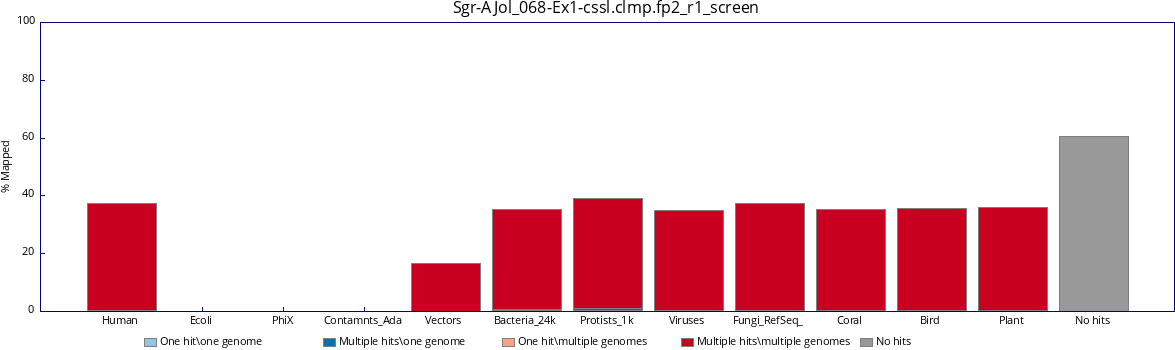 Sgr-AJol_068-Ex1-cssl.clmp.fp2_r1_screen
100
80
60
40
20
0
% Mapped
Human Ecoli PhiX Contamnts_Ada Vectors Bacteria_24k Protists_1k Viruses Fungi_RefSeq_ Coral Bird Plant No hits
One hit\one genome Multiple hits\one genome One hit\multiple genomes Multiple hits\multiple genomes No hits